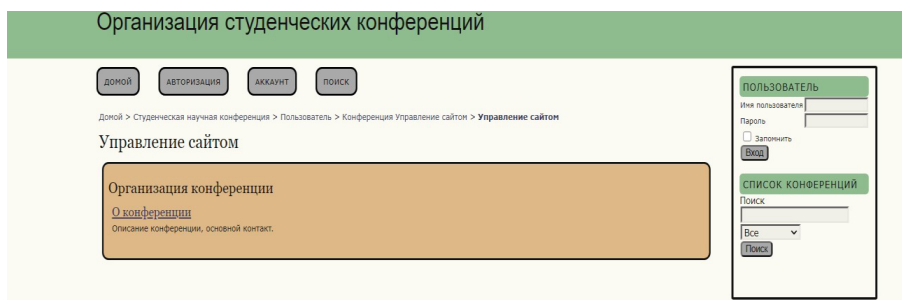 Организация студенческих конференций
ДОМОЙ
АВТОРИЗАЦИЯ
АККАУНТ
ПОИСК
Домой > Студенческая научная конференция > Пользователь > Конференция Управление сайтом > Управление сайтом
Управление сайтом
Организация конференции
О конференции
Описание конференции, основной контакт.
ПОЛЬЗОВАТЕЛЬ
Имя пользователя
Пароль
Запомнить
Вход
СПИСОК КОНФЕРЕНЦИЙ
Поиск
Все
Поиск